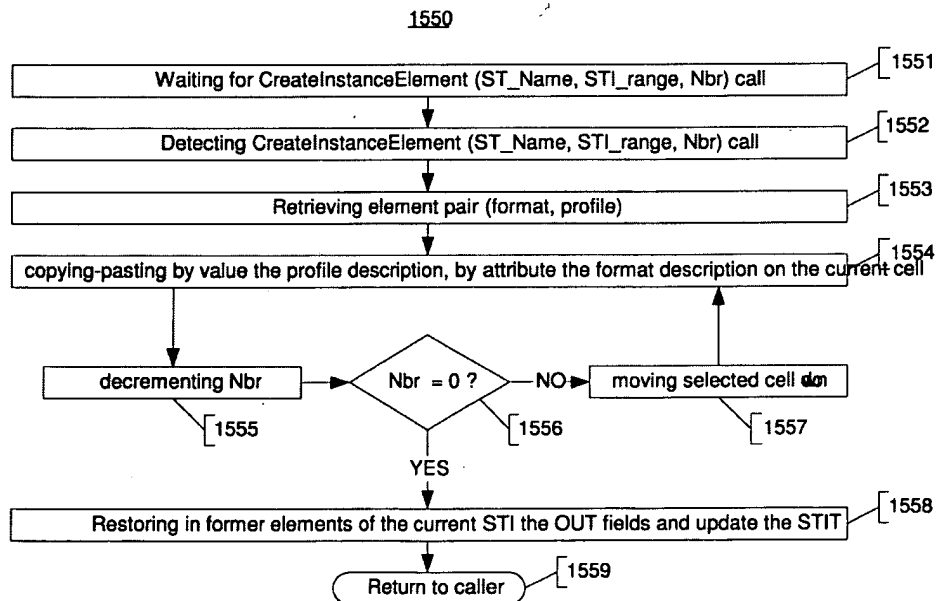 1550
1551
Waiting for CreateInstanceElement (ST_Name, STI_range, Nbr) call
1552
Detecting CreateInstanceElement (ST_Name, STI_range, Nbr) call
1553
Retrieving element pair (format, profile)
1554
copying-pasting by value the profile description, by attribute the format description on the current cell
decrementing Nbr
Nbr = 0 ?
NO
moving selected cell
1555
1556
1557
YES
1558
Restoring in former elements of the current STI the OUT fields and update the STIT
Return to caller
1559